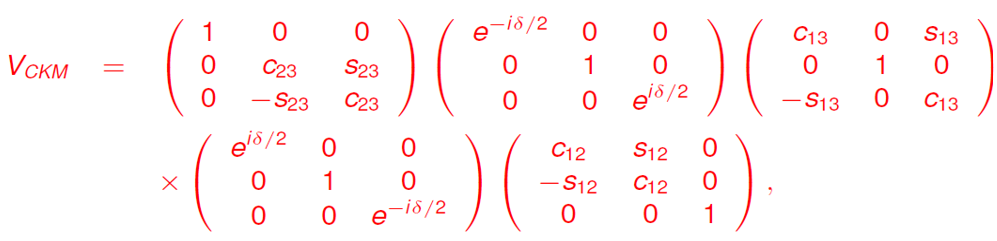 V_{CKM} = \begin{pmatrix} 1 & 0 & 0 \\ 0 & c_{23} & s_{23} \\ 0 & -s_{23} & c_{23} \end{pmatrix} \begin{pmatrix} e^{-i\delta/2} & 0 & 0 \\ 0 & 1 & 0 \\ 0 & 0 & e^{i\delta/2} \end{pmatrix} \begin{pmatrix} c_{13} & 0 & s_{13} \\ 0 & 1 & 0 \\ -s_{13} & 0 & c_{13} \end{pmatrix}
\times \begin{pmatrix} e^{i\delta/2} & 0 & 0 \\ 0 & 1 & 0 \\ 0 & 0 & e^{-i\delta/2} \end{pmatrix} \begin{pmatrix} c_{12} & s_{12} & 0 \\ -s_{12} & c_{12} & 0 \\ 0 & 0 & 1 \end{pmatrix} ,